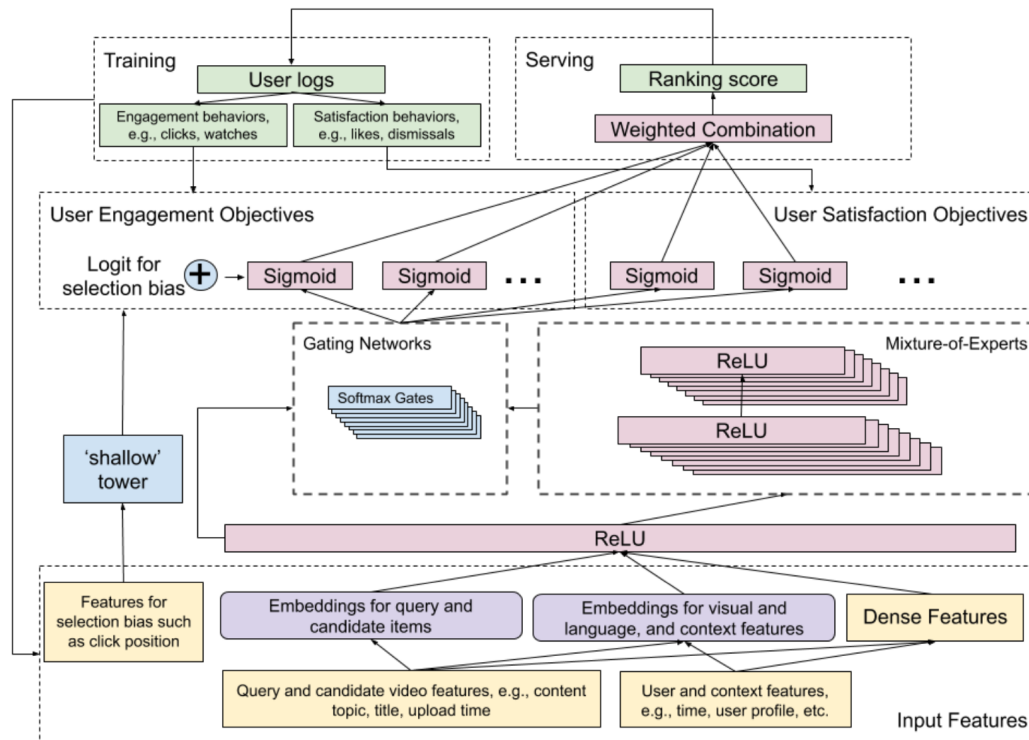 Training
User logs
Engagement behaviors,
e.g., clicks, watches
Satisfaction behaviors,
e.g., likes, dismissals
Serving
Ranking score
Weighted Combination
User Engagement Objectives
Logit for
selection bias
+
Sigmoid
Sigmoid
...
User Satisfaction Objectives
Sigmoid
Sigmoid
...
Gating Networks
Softmax Gates
Mixture-of-Experts
ReLU
ReLU
'shallow'
tower
ReLU
Features for
selection bias such
as click position
Embeddings for query and
candidate items
Embeddings for visual and
language, and context features
Dense Features
Query and candidate video features, e.g., content
topic, title, upload time
User and context features,
e.g., time, user profile, etc.
Input Features